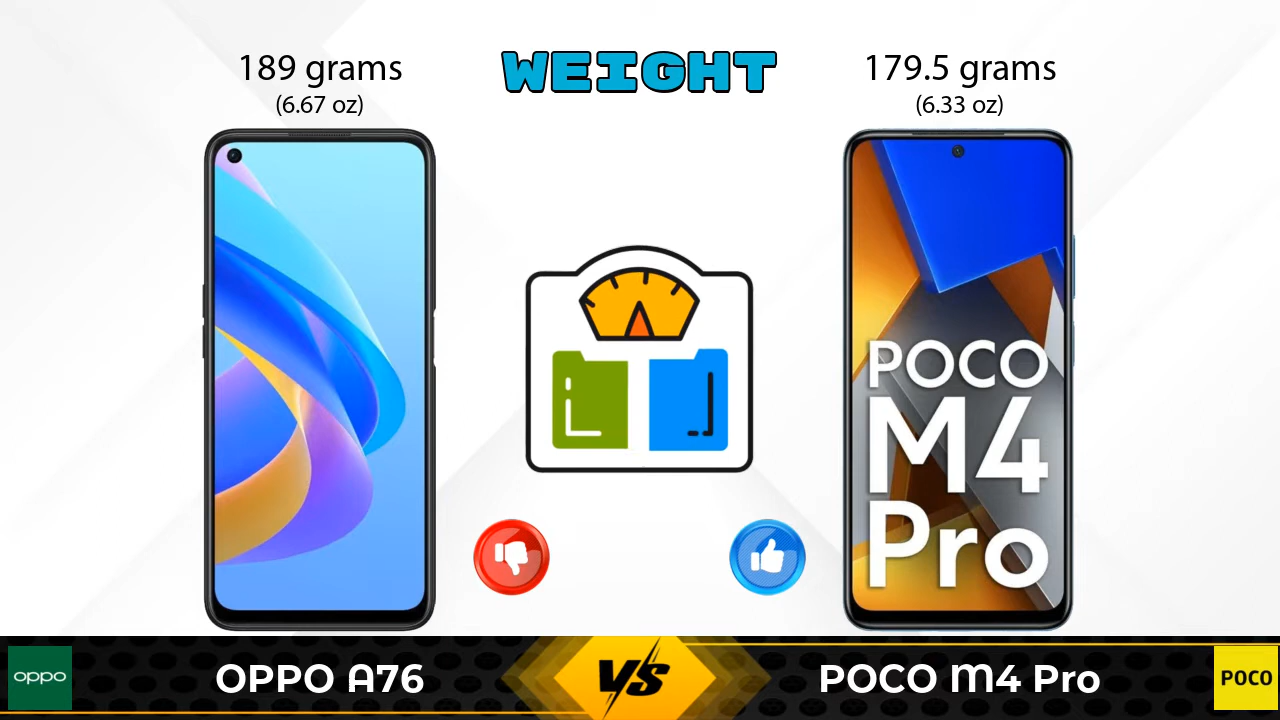 WEIGHT
189 grams
(6.67 oz)
179.5 grams
(6.33 oz)
POCO
M4
Pro
oppo
OPPO A76
VS
POCO M4 Pro
POCO